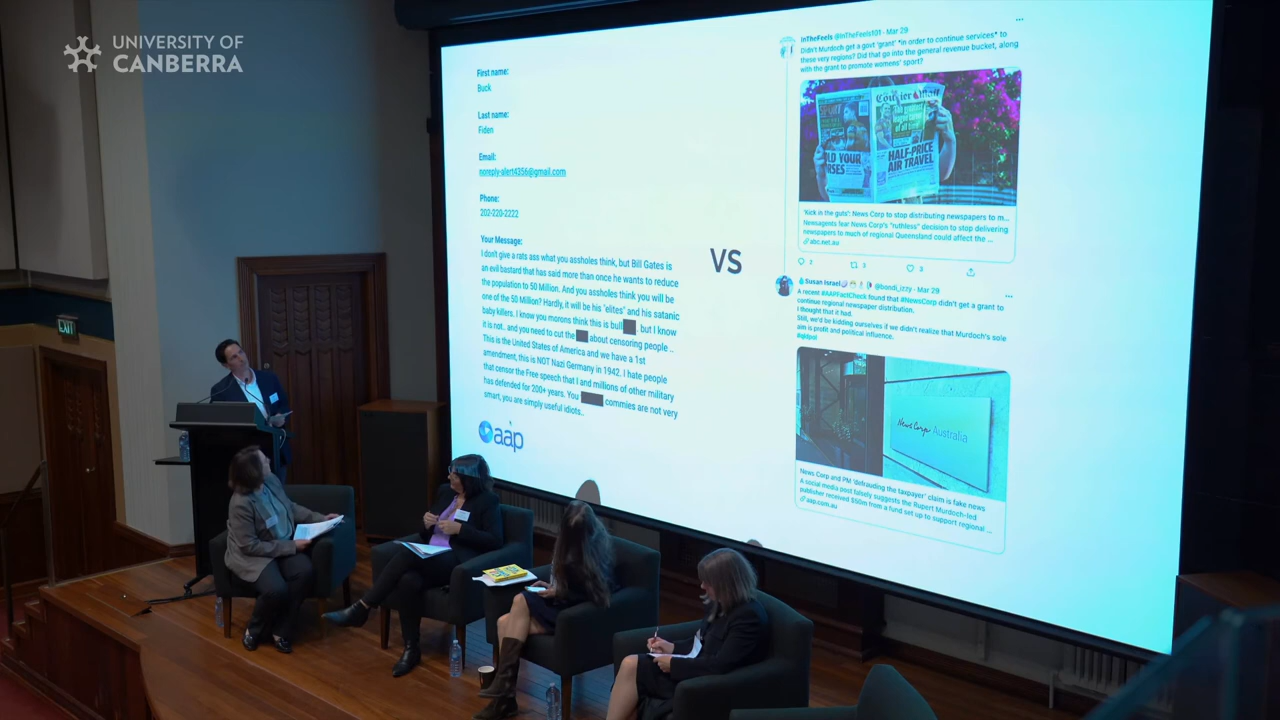 UNIVERSITY OF
CANBERRA
EXIT
First name:
Buck
Last name:
Fiden
Email:
noreply-alert4356@gmail.com
Phone:
202-220-2222
Your Message:
I don't give a rats ass what you assholes think, but Bill Gates is
an evil bastard that has said more than once he wants to reduce
the population to 50 Million. And you assholes think you will be
one of the 50 Million? Hardly, it will be his "elites" and his satanic
baby killers. I know you morons think this is bull , but I know
it is not.. and you need to cut the about censoring people ..
This is the United States of America and we have a 1st
amendment, this is NOT Nazi Germany in 1942. I hate people
that censor the Free speech that I and millions of other military
has defended for 200+ years. You commies are not very
smart, you are simply useful idiots..
aap
VS
InTheFeels @InTheFeels101 · Mar 29
Didn't Murdoch get a govt 'grant' *in order to continue services* to
these very regions? Did that go into the general revenue bucket, along
with the grant to promote womens' sport?
Courier Mail
OLD YOUR
RSES
HALF-PRICE
AIR TRAVEL
'Kick in the guts': News Corp to stop distributing newspapers to m...
Newsagents fear News Corp's "ruthless" decision to stop delivering
newspapers to much of regional Queensland could affect the ...
abc.net.au
2 3 3
Susan Israel @bondi_izzy · Mar 29
A recent #AAPFactCheck found that #NewsCorp didn't get a grant to
continue regional newspaper distribution.
I thought that it had.
Still, we'd be kidding ourselves if we didn't realize that Murdoch's sole
aim is profit and political influence.
#qldpol
News Corp Australia
News Corp and PM 'defrauding the taxpayer' claim is fake news
A social media post falsely suggests the Rupert Murdoch-led
publisher received $50m from a fund set up to support regional ...
aap.com.au